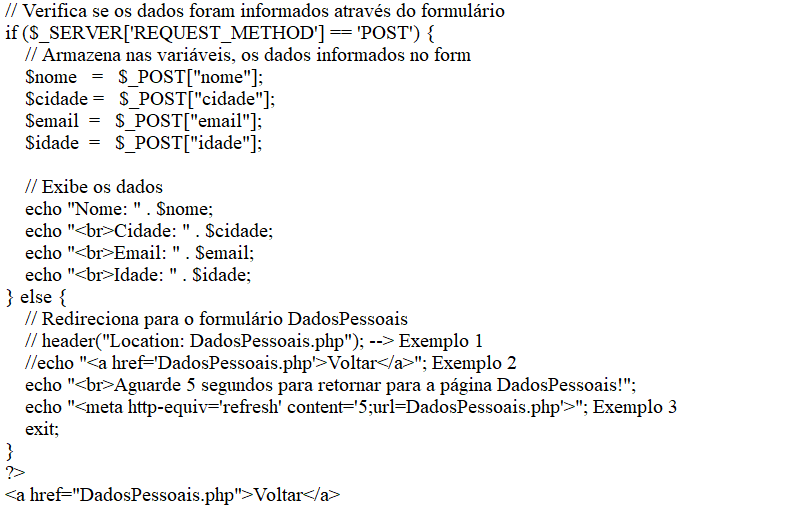 // Verifica se os dados foram informados através do formulário
if ($_SERVER['REQUEST_METHOD'] == 'POST') {
// Armazena nas variáveis, os dados informados no form
$nome = $_POST["nome"];
$cidade = $_POST["cidade"];
$email = $_POST["email"];
$idade = $_POST["idade"];
// Exibe os dados
echo "Nome: " . $nome;
echo "<br>Cidade: " . $cidade;
echo "<br>Email: " . $email;
echo "<br>Idade: " . $idade;
} else {
// Redireciona para o formulário DadosPessoais
// header("Location: DadosPessoais.php"); --> Exemplo 1
//echo "<a href='DadosPessoais.php'>Voltar</a>"; Exemplo 2
echo "<br>Aguarde 5 segundos para retornar para a página DadosPessoais!";
echo "<meta http-equiv='refresh' content='5;url=DadosPessoais.php'>"; Exemplo 3
exit;
}
?>
<a href="DadosPessoais.php">Voltar</a>